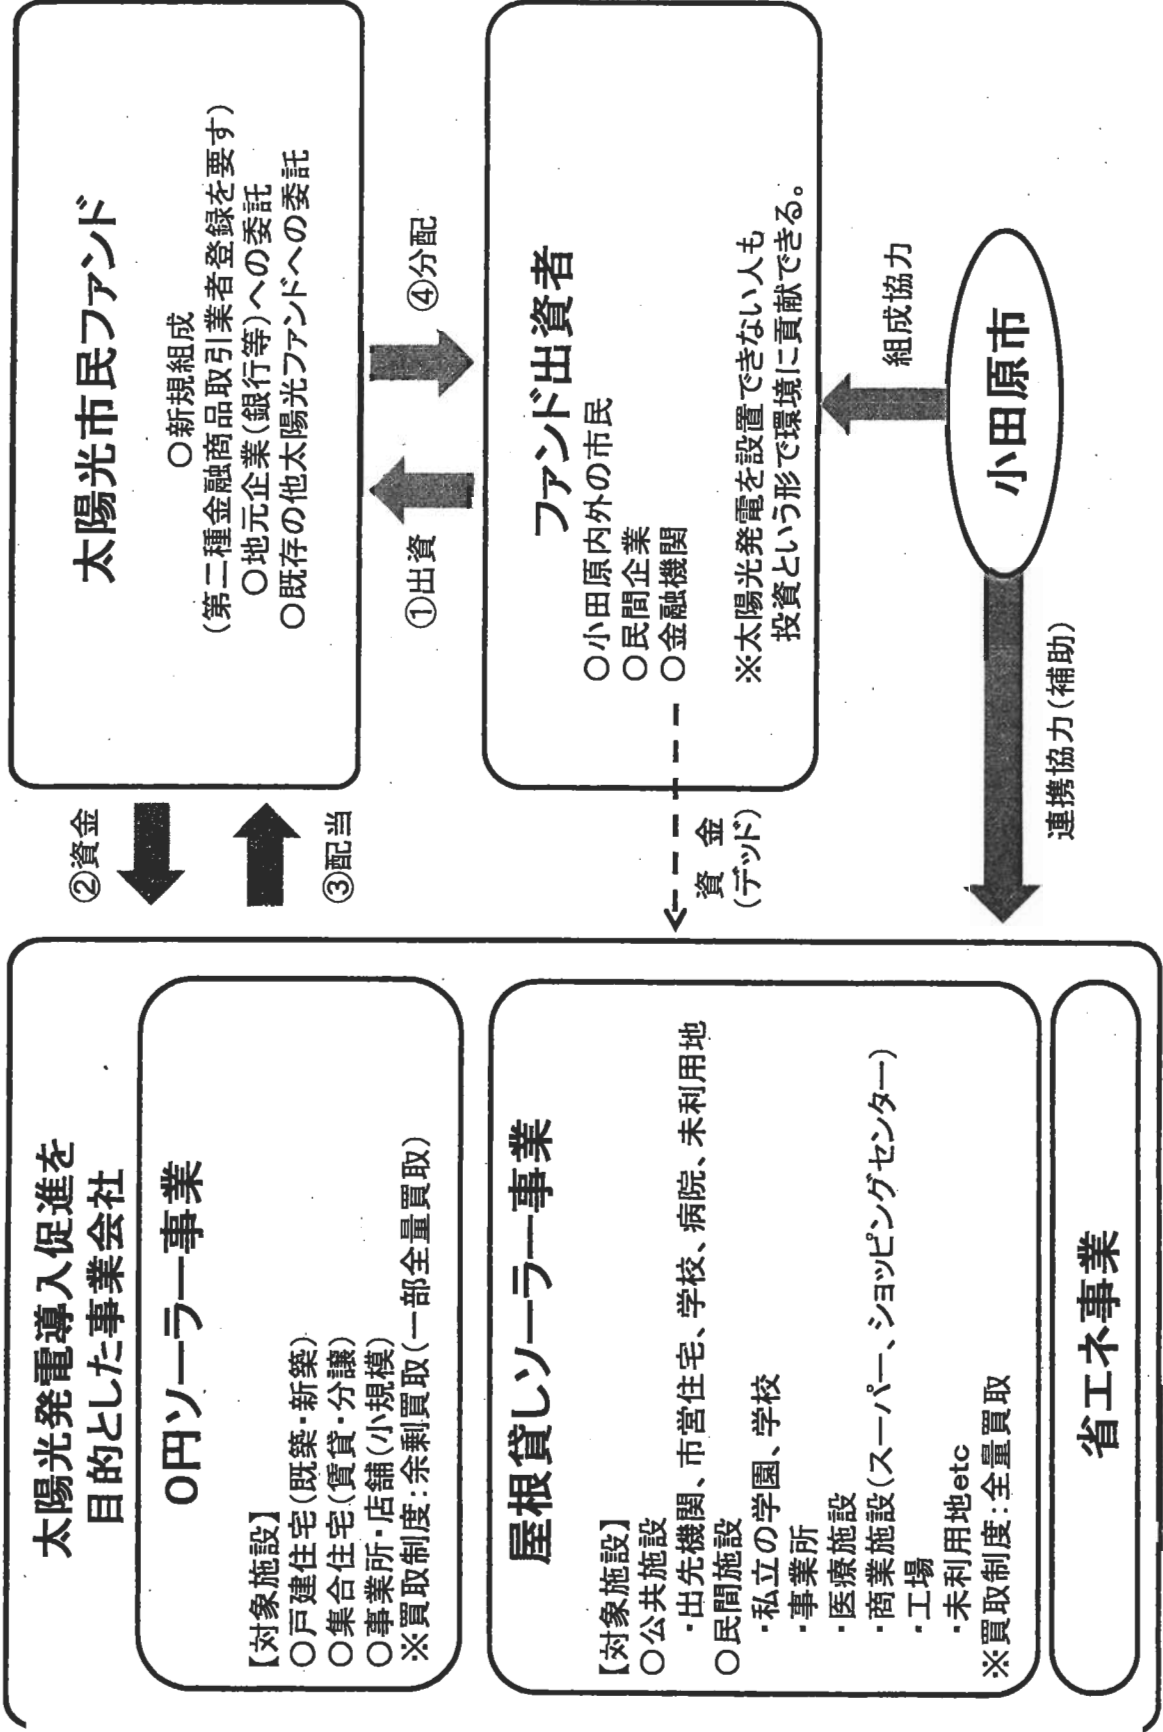 太陽光発電導入促進を
目的とした事業会社
0円ソーラー事業
【対象施設】
○戸建住宅(既築・新築)
○集合住宅(賃貸・分譲)
○事業所・店舗(小規模)
※買取制度:余剰買取(一部全量買取)
屋根貸しソーラー事業
【対象施設】
○公共施設
・出先機関、市営住宅、学校、病院、未利用地
○民間施設
・私立の学園、学校
・事業所
・医療施設
・商業施設(スーパー、ショッピングセンター)
・工場
・未利用地etc
※買取制度:全量買取
省エネ事業
②資金
③配当
資金
(デッド)
連携協力(補助)
太陽光市民ファンド
○新規組成
(第二種金融商品取引業者登録を要す)
○地元企業(銀行等)への委託
○既存の他太陽光ファンドへの委託
①出資
④分配
ファンド出資者
○小田原内外の市民
○民間企業
○金融機関
※太陽光発電を設置できない人も
投資という形で環境に貢献できる。
組成協力
小田原市